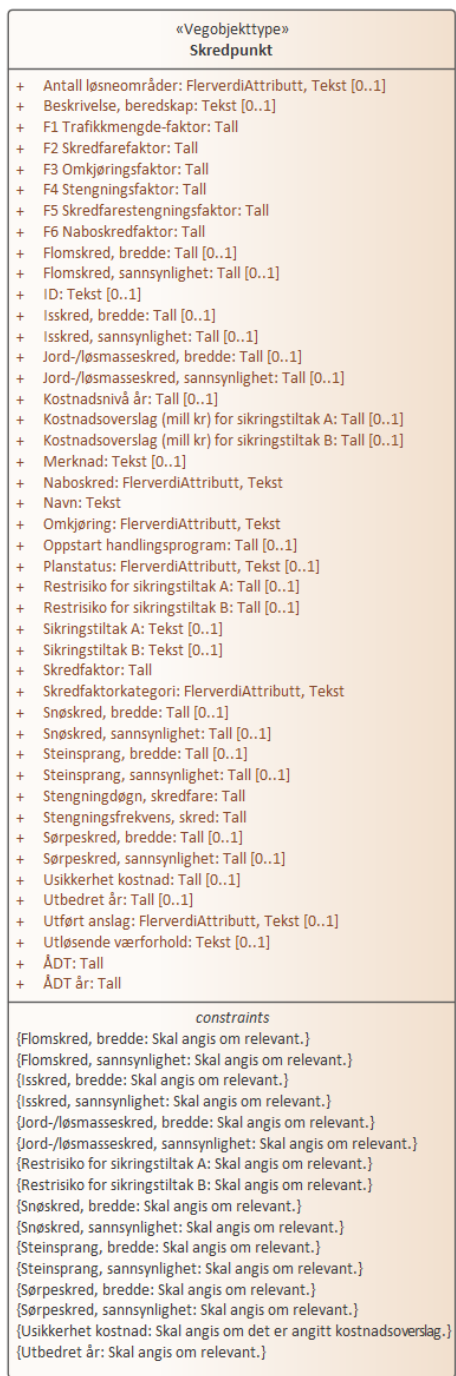 «Vegobjekttype»
Skredpunkt
+ Antall løsneområder: FlerverdiAttributt, Tekst [0..1]
+ Beskrivelse, beredskap: Tekst [0..1]
+ F1 Trafikkmengde-faktor: Tall
+ F2 Skredfarefaktor: Tall
+ F3 Omkjøringsfaktor: Tall
+ F4 Stengningsfaktor: Tall
+ F5 Skredfarestengningsfaktor: Tall
+ F6 Naboskredfaktor: Tall
+ Flomskred, bredde: Tall [0..1]
+ Flomskred, sannsynlighet: Tall [0..1]
+ ID: Tekst [0..1]
+ Isskred, bredde: Tall [0..1]
+ Isskred, sannsynlighet: Tall [0..1]
+ Jord-/løsmasseskred, bredde: Tall [0..1]
+ Jord-/løsmasseskred, sannsynlighet: Tall [0..1]
+ Kostnadsnivå år: Tall [0..1]
+ Kostnadsoverslag (mill kr) for sikringstiltak A: Tall [0..1]
+ Kostnadsoverslag (mill kr) for sikringstiltak B: Tall [0..1]
+ Merknad: Tekst [0..1]
+ Naboskred: FlerverdiAttributt, Tekst
+ Navn: Tekst
+ Omkjøring: FlerverdiAttributt, Tekst
+ Oppstart handlingsprogram: Tall [0..1]
+ Planstatus: FlerverdiAttributt, Tekst [0..1]
+ Restrisiko for sikringstiltak A: Tall [0..1]
+ Restrisiko for sikringstiltak B: Tall [0..1]
+ Sikringstiltak A: Tekst [0..1]
+ Sikringstiltak B: Tekst [0..1]
+ Skredfaktor: Tall
+ Skredfaktorkategori: FlerverdiAttributt, Tekst
+ Snøskred, bredde: Tall [0..1]
+ Snøskred, sannsynlighet: Tall [0..1]
+ Steinsprang, bredde: Tall [0..1]
+ Steinsprang, sannsynlighet: Tall [0..1]
+ Stengningdøgn, skredfare: Tall
+ Stengningsfrekvens, skred: Tall
+ Sørpeskred, bredde: Tall [0..1]
+ Sørpeskred, sannsynlighet: Tall [0..1]
+ Usikkerhet kostnad: Tall [0..1]
+ Utbedret år: Tall [0..1]
+ Utført anslag: FlerverdiAttributt, Tekst [0..1]
+ Utløsende værforhold: Tekst [0..1]
+ ÅDT: Tall
+ ÅDT år: Tall
constraints
{Flomskred, bredde: Skal angis om relevant.}
{Flomskred, sannsynlighet: Skal angis om relevant.}
{Isskred, bredde: Skal angis om relevant.}
{Isskred, sannsynlighet: Skal angis om relevant.}
{Jord-/løsmasseskred, bredde: Skal angis om relevant.}
{Jord-/løsmasseskred, sannsynlighet: Skal angis om relevant.}
{Restrisiko for sikringstiltak A: Skal angis om relevant.}
{Restrisiko for sikringstiltak B: Skal angis om relevant.}
{Snøskred, bredde: Skal angis om relevant.}
{Snøskred, sannsynlighet: Skal angis om relevant.}
{Steinsprang, bredde: Skal angis om relevant.}
{Steinsprang, sannsynlighet: Skal angis om relevant.}
{Sørpeskred, bredde: Skal angis om relevant.}
{Sørpeskred, sannsynlighet: Skal angis om relevant.}
{Usikkerhet kostnad: Skal angis om det er angitt kostnadsoverslag.}
{Utbedret år: Skal angis om relevant.}